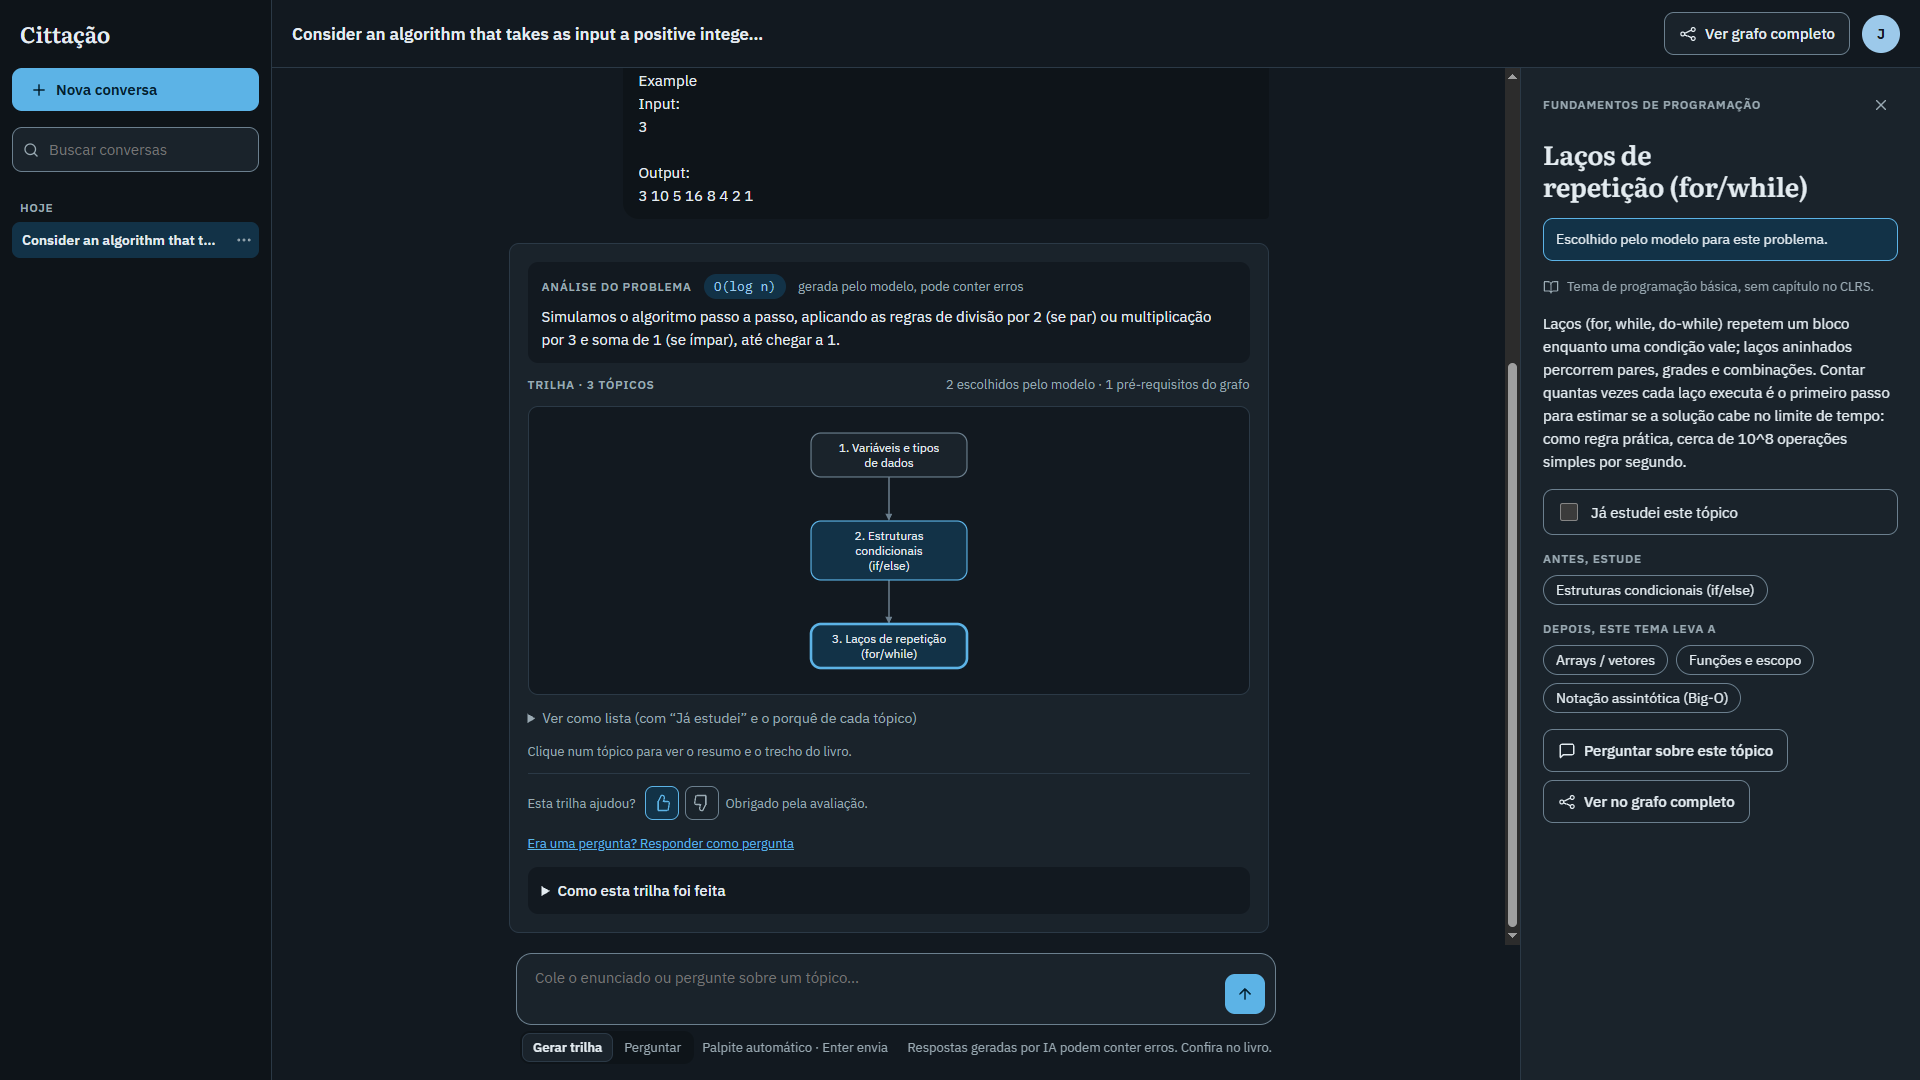 Cittação
Nova conversa
Buscar conversas
HOJE
Consider an algorithm that t...
Consider an algorithm that takes as input a positive intege...
Ver grafo completo
J
Example
Input:
3
Output:
3 10 5 16 8 4 2 1
ANÁLISE DO PROBLEMA O(log n) gerada pelo modelo, pode conter erros
Simulamos o algoritmo passo a passo, aplicando as regras de divisão por 2 (se par) ou multiplicação
por 3 e soma de 1 (se ímpar), até chegar a 1.
TRILHA · 3 TÓPICOS
2 escolhidos pelo modelo · 1 pré-requisitos do grafo
1. Variáveis e tipos
de dados
2. Estruturas
condicionais
(if/else)
3. Laços de repetição
(for/while)
Ver como lista (com “Já estudei” e o porquê de cada tópico)
Clique num tópico para ver o resumo e o trecho do livro.
Esta trilha ajudou?
Obrigado pela avaliação.
Era uma pergunta? Responder como pergunta
Como esta trilha foi feita
Cole o enunciado ou pergunte sobre um tópico...
Gerar trilha
Perguntar
Palpite automático · Enter envia
Respostas geradas por IA podem conter erros. Confira no livro.
FUNDAMENTOS DE PROGRAMAÇÃO
Laços de
repetição (for/while)
Escolhido pelo modelo para este problema.
Tema de programação básica, sem capítulo no CLRS.
Laços (for, while, do-while) repetem um bloco
enquanto uma condição vale; laços aninhados
percorrem pares, grades e combinações. Contar
quantas vezes cada laço executa é o primeiro passo
para estimar se a solução cabe no limite de tempo:
como regra prática, cerca de 10^8 operações
simples por segundo.
Já estudei este tópico
ANTES, ESTUDE
Estruturas condicionais (if/else)
DEPOIS, ESTE TEMA LEVA A
Arrays / vetores
Funções e escopo
Notação assintótica (Big-O)
Perguntar sobre este tópico
Ver no grafo completo